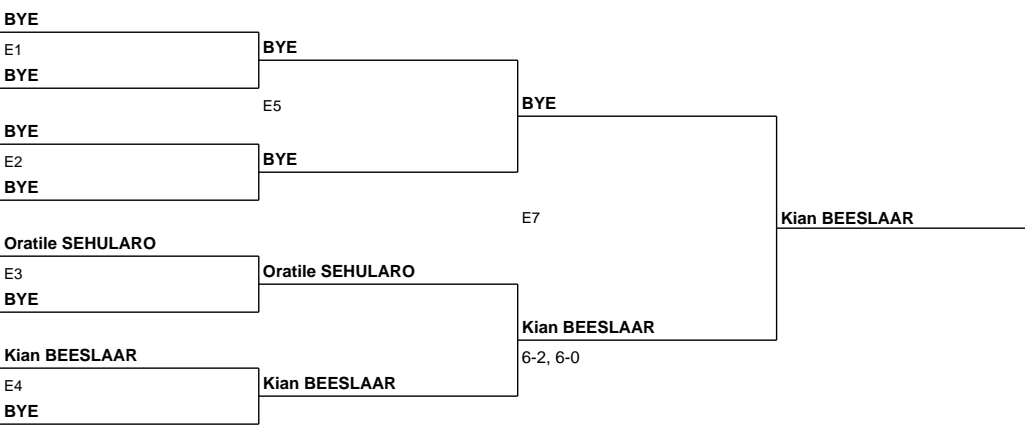 BYE
E1
BYE
BYE
E5
BYE
BYE
E2
BYE
BYE
E7
Kian BEESLAAR
Oratile SEHULARO
E3
Oratile SEHULARO
BYE
Kian BEESLAAR
6-2, 6-0
Kian BEESLAAR
E4
Kian BEESLAAR
BYE